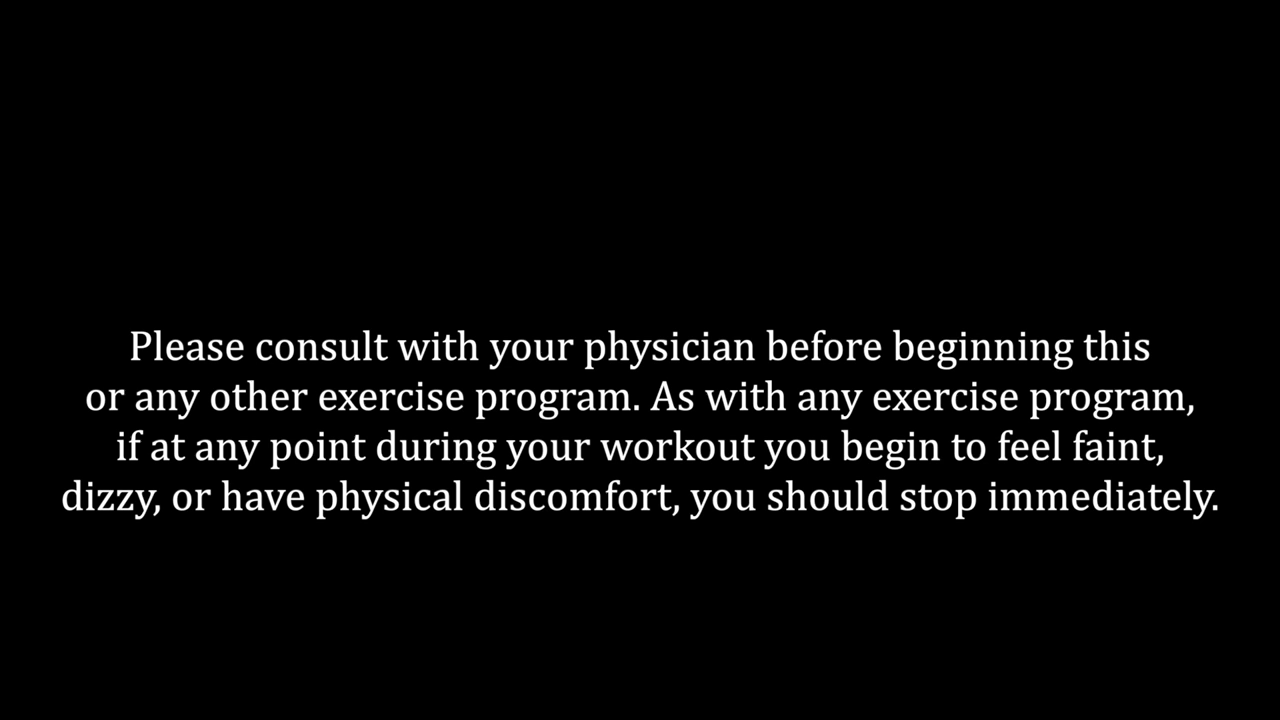 Please consult with your physician before beginning this
or any other exercise program. As with any exercise program,
if at any point during your workout you begin to feel faint,
dizzy, or have physical discomfort, you should stop immediately.